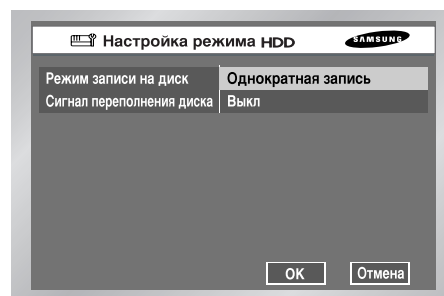 Настройка режима HDD SAMSUNG
Режим записи на диск Однократная запись
Сигнал переполнения диска Выкл
OK Отмена